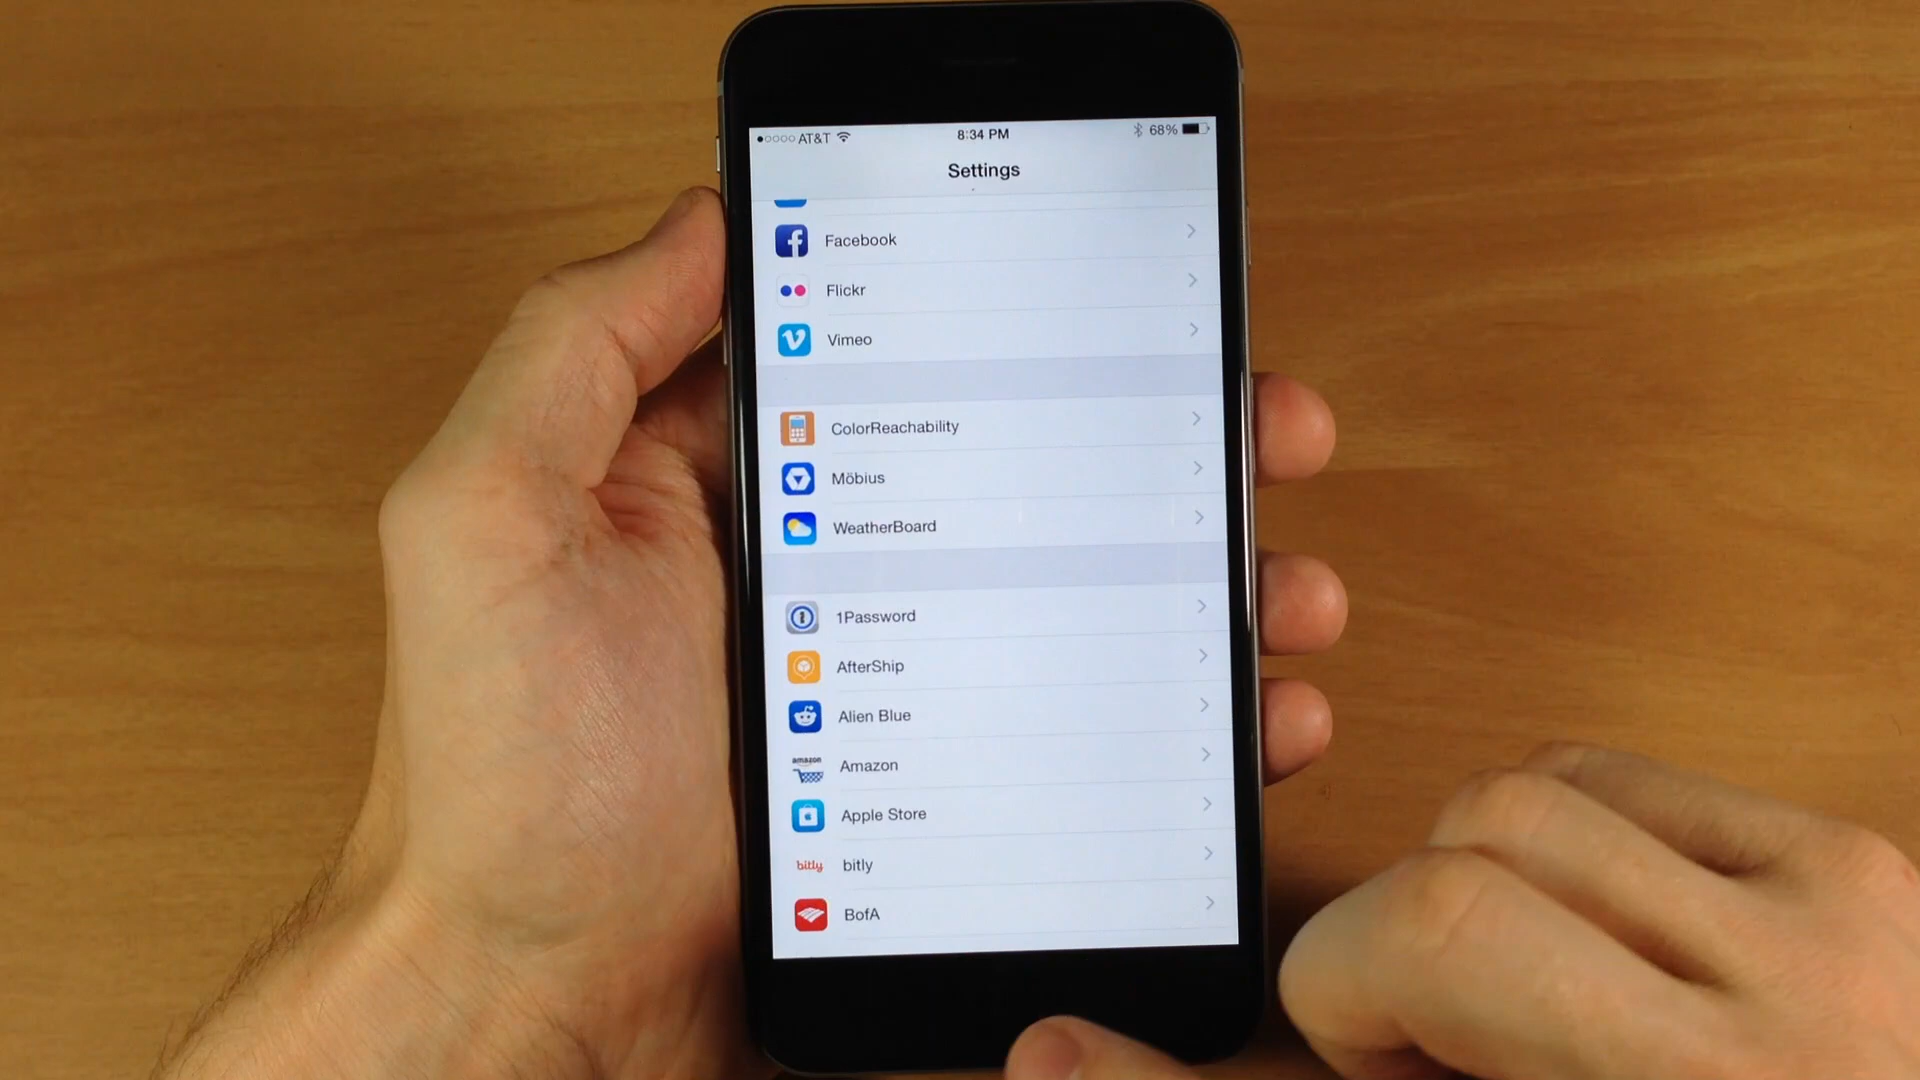 AT&T 8:34 PM 68%
Settings
Facebook
Flickr
Vimeo
ColorReachability
Möbius
WeatherBoard
1Password
AfterShip
Alien Blue
amazon Amazon
Apple Store
bitly bitly
BofA